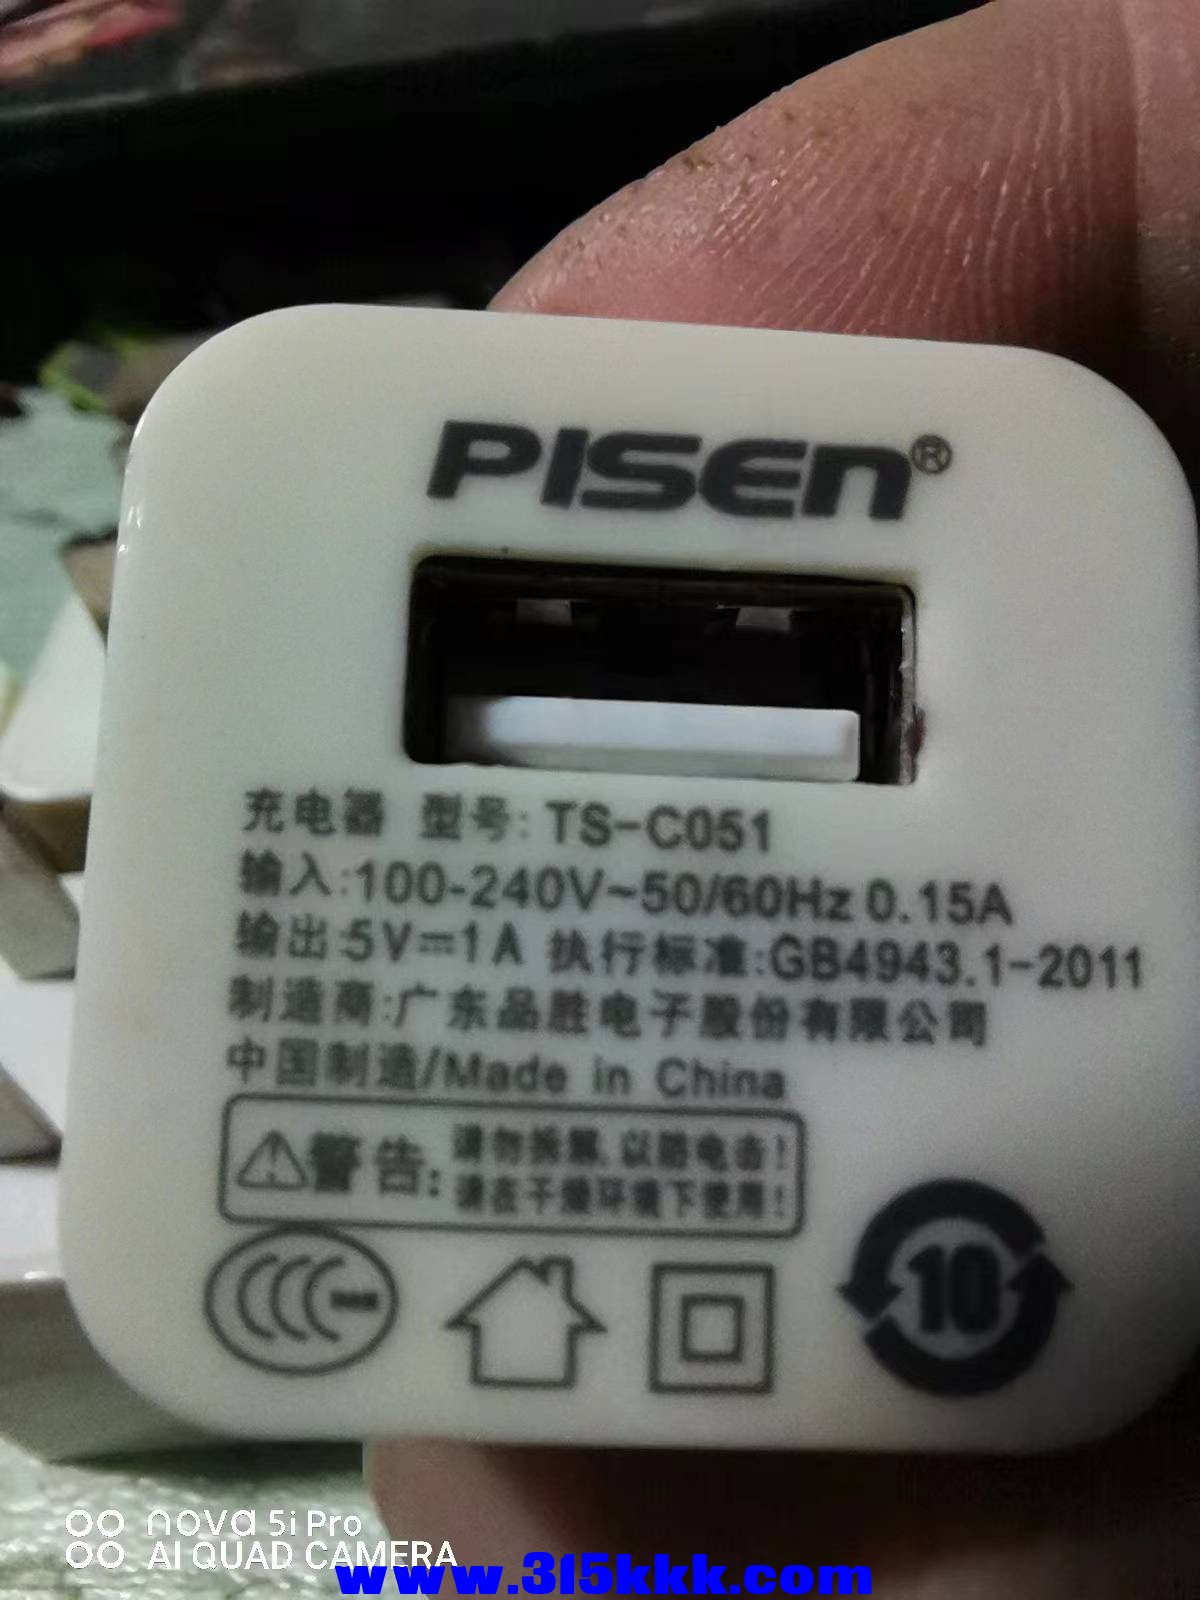 PISEN®
充电器 型号: TS-C051
输入:100-240V~50/60Hz 0.15A
输出:5V⎓1A 执行标准:GB4943.1-2011
制造商:广东品胜电子股份有限公司
中国制造/Made in China
警告: 请勿拆解,以防电击!
请在干燥环境下使用!
CCC
10
nova 5i Pro
AI QUAD CAMERA
www.315kkk.com